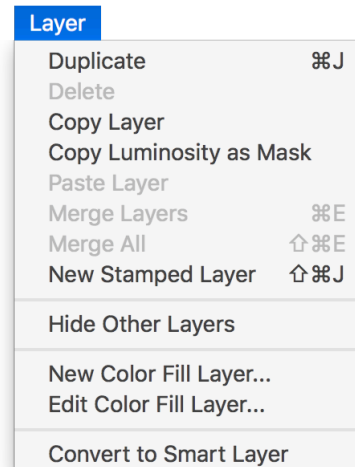 Layer
Duplicate ⌘J
Delete
Copy Layer
Copy Luminosity as Mask
Paste Layer
Merge Layers ⌘E
Merge All ⇧⌘E
New Stamped Layer ⇧⌘J
Hide Other Layers
New Color Fill Layer...
Edit Color Fill Layer...
Convert to Smart Layer